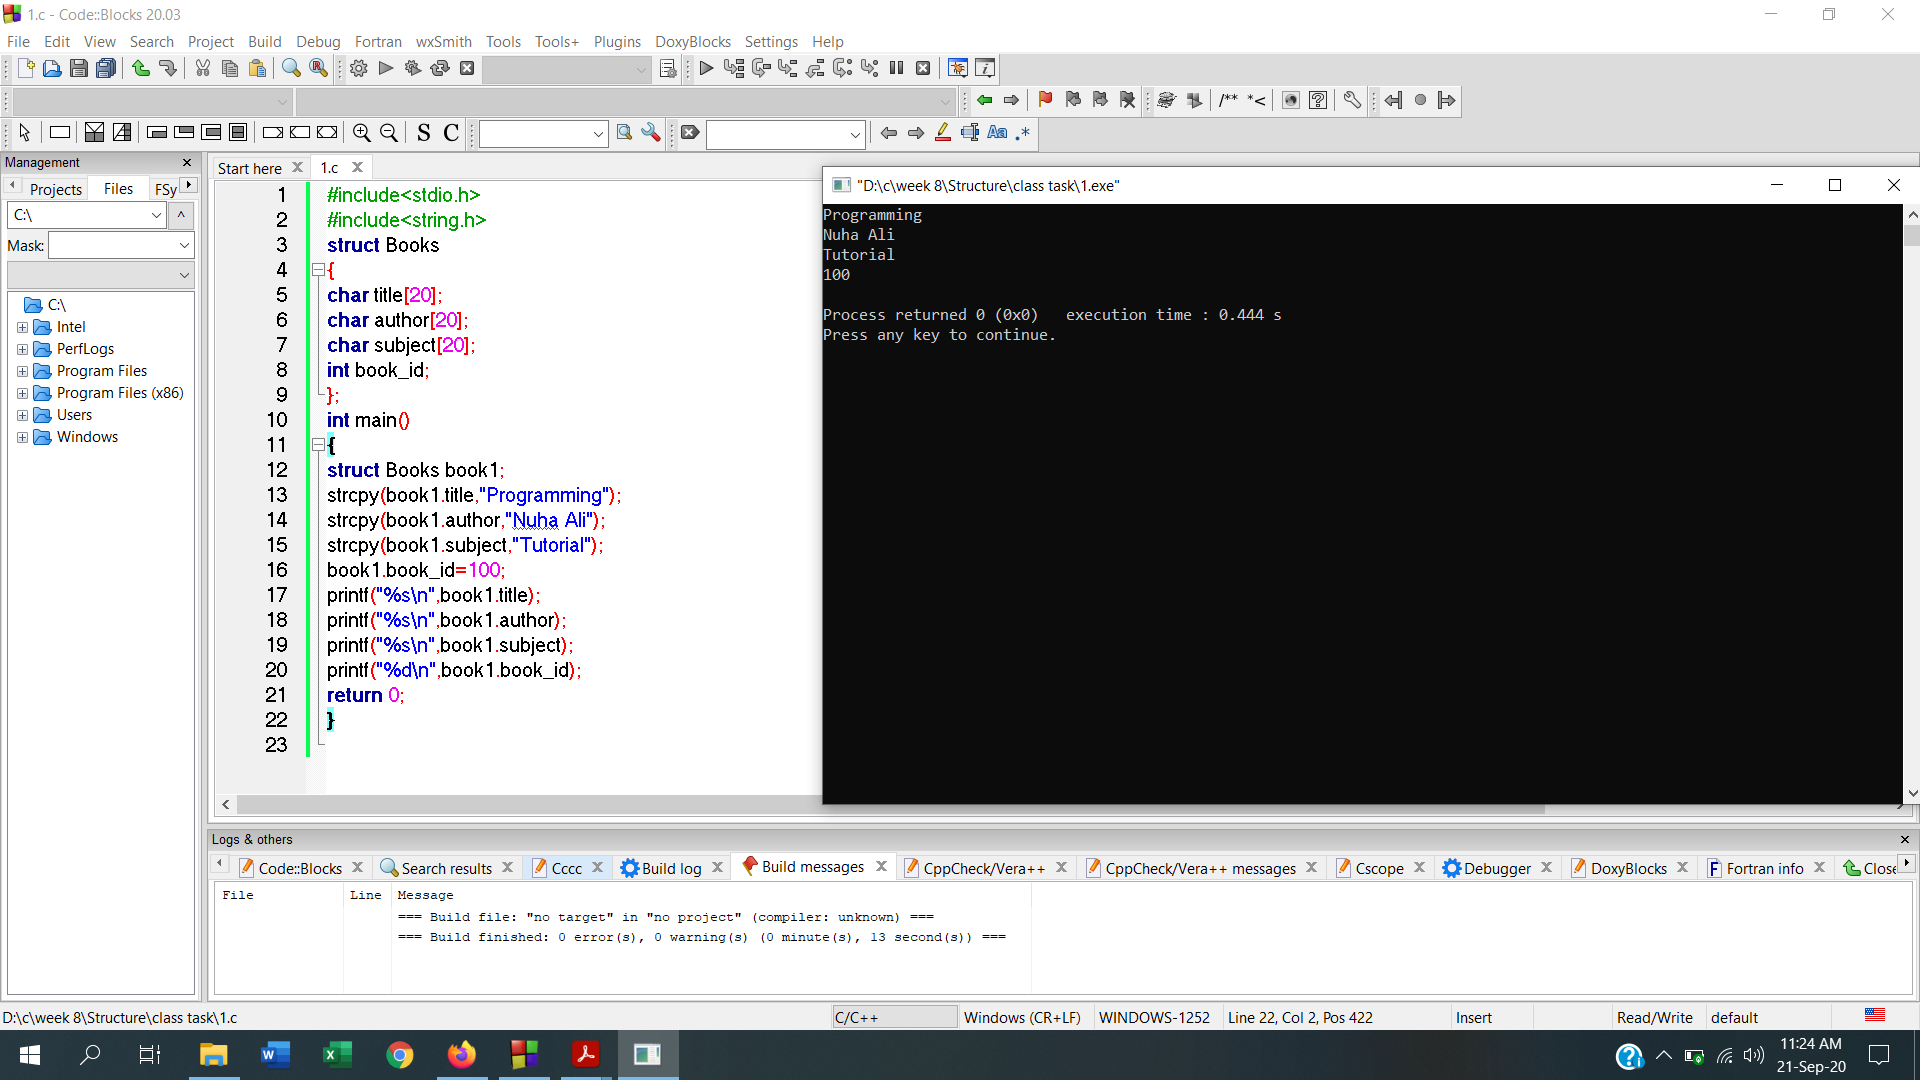 1.c - Code::Blocks 20.03
File Edit View Search Project Build Debug Fortran wxSmith Tools Tools+ Plugins DoxyBlocks Settings Help
/** *<
S C
Aa .*
Management
Projects Files FSy
C:\
Mask:
C:\
Intel
PerfLogs
Program Files
Program Files (x86)
Users
Windows
Start here 1.c
1 #include<stdio.h>
2 #include<string.h>
3 struct Books
4 {
5 char title[20];
6 char author[20];
7 char subject[20];
8 int book_id;
9 };
10 int main()
11 {
12 struct Books book1;
13 strcpy(book1.title,"Programming");
14 strcpy(book1.author,"Nuha Ali");
15 strcpy(book1.subject,"Tutorial");
16 book1.book_id=100;
17 printf("%s\n",book1.title);
18 printf("%s\n",book1.author);
19 printf("%s\n",book1.subject);
20 printf("%d\n",book1.book_id);
21 return 0;
22 }
23
"D:\c\week 8\Structure\class task\1.exe"
Programming
Nuha Ali
Tutorial
100
Process returned 0 (0x0)   execution time : 0.444 s
Press any key to continue.
Logs & others
Code::Blocks Search results Cccc Build log Build messages CppCheck/Vera++ CppCheck/Vera++ messages Cscope Debugger DoxyBlocks Fortran info Close
File Line Message
=== Build file: "no target" in "no project" (compiler: unknown) ===
=== Build finished: 0 error(s), 0 warning(s) (0 minute(s), 13 second(s)) ===
D:\c\week 8\Structure\class task\1.c C/C++ Windows (CR+LF) WINDOWS-1252 Line 22, Col 2, Pos 422 Insert Read/Write default
11:24 AM
21-Sep-20